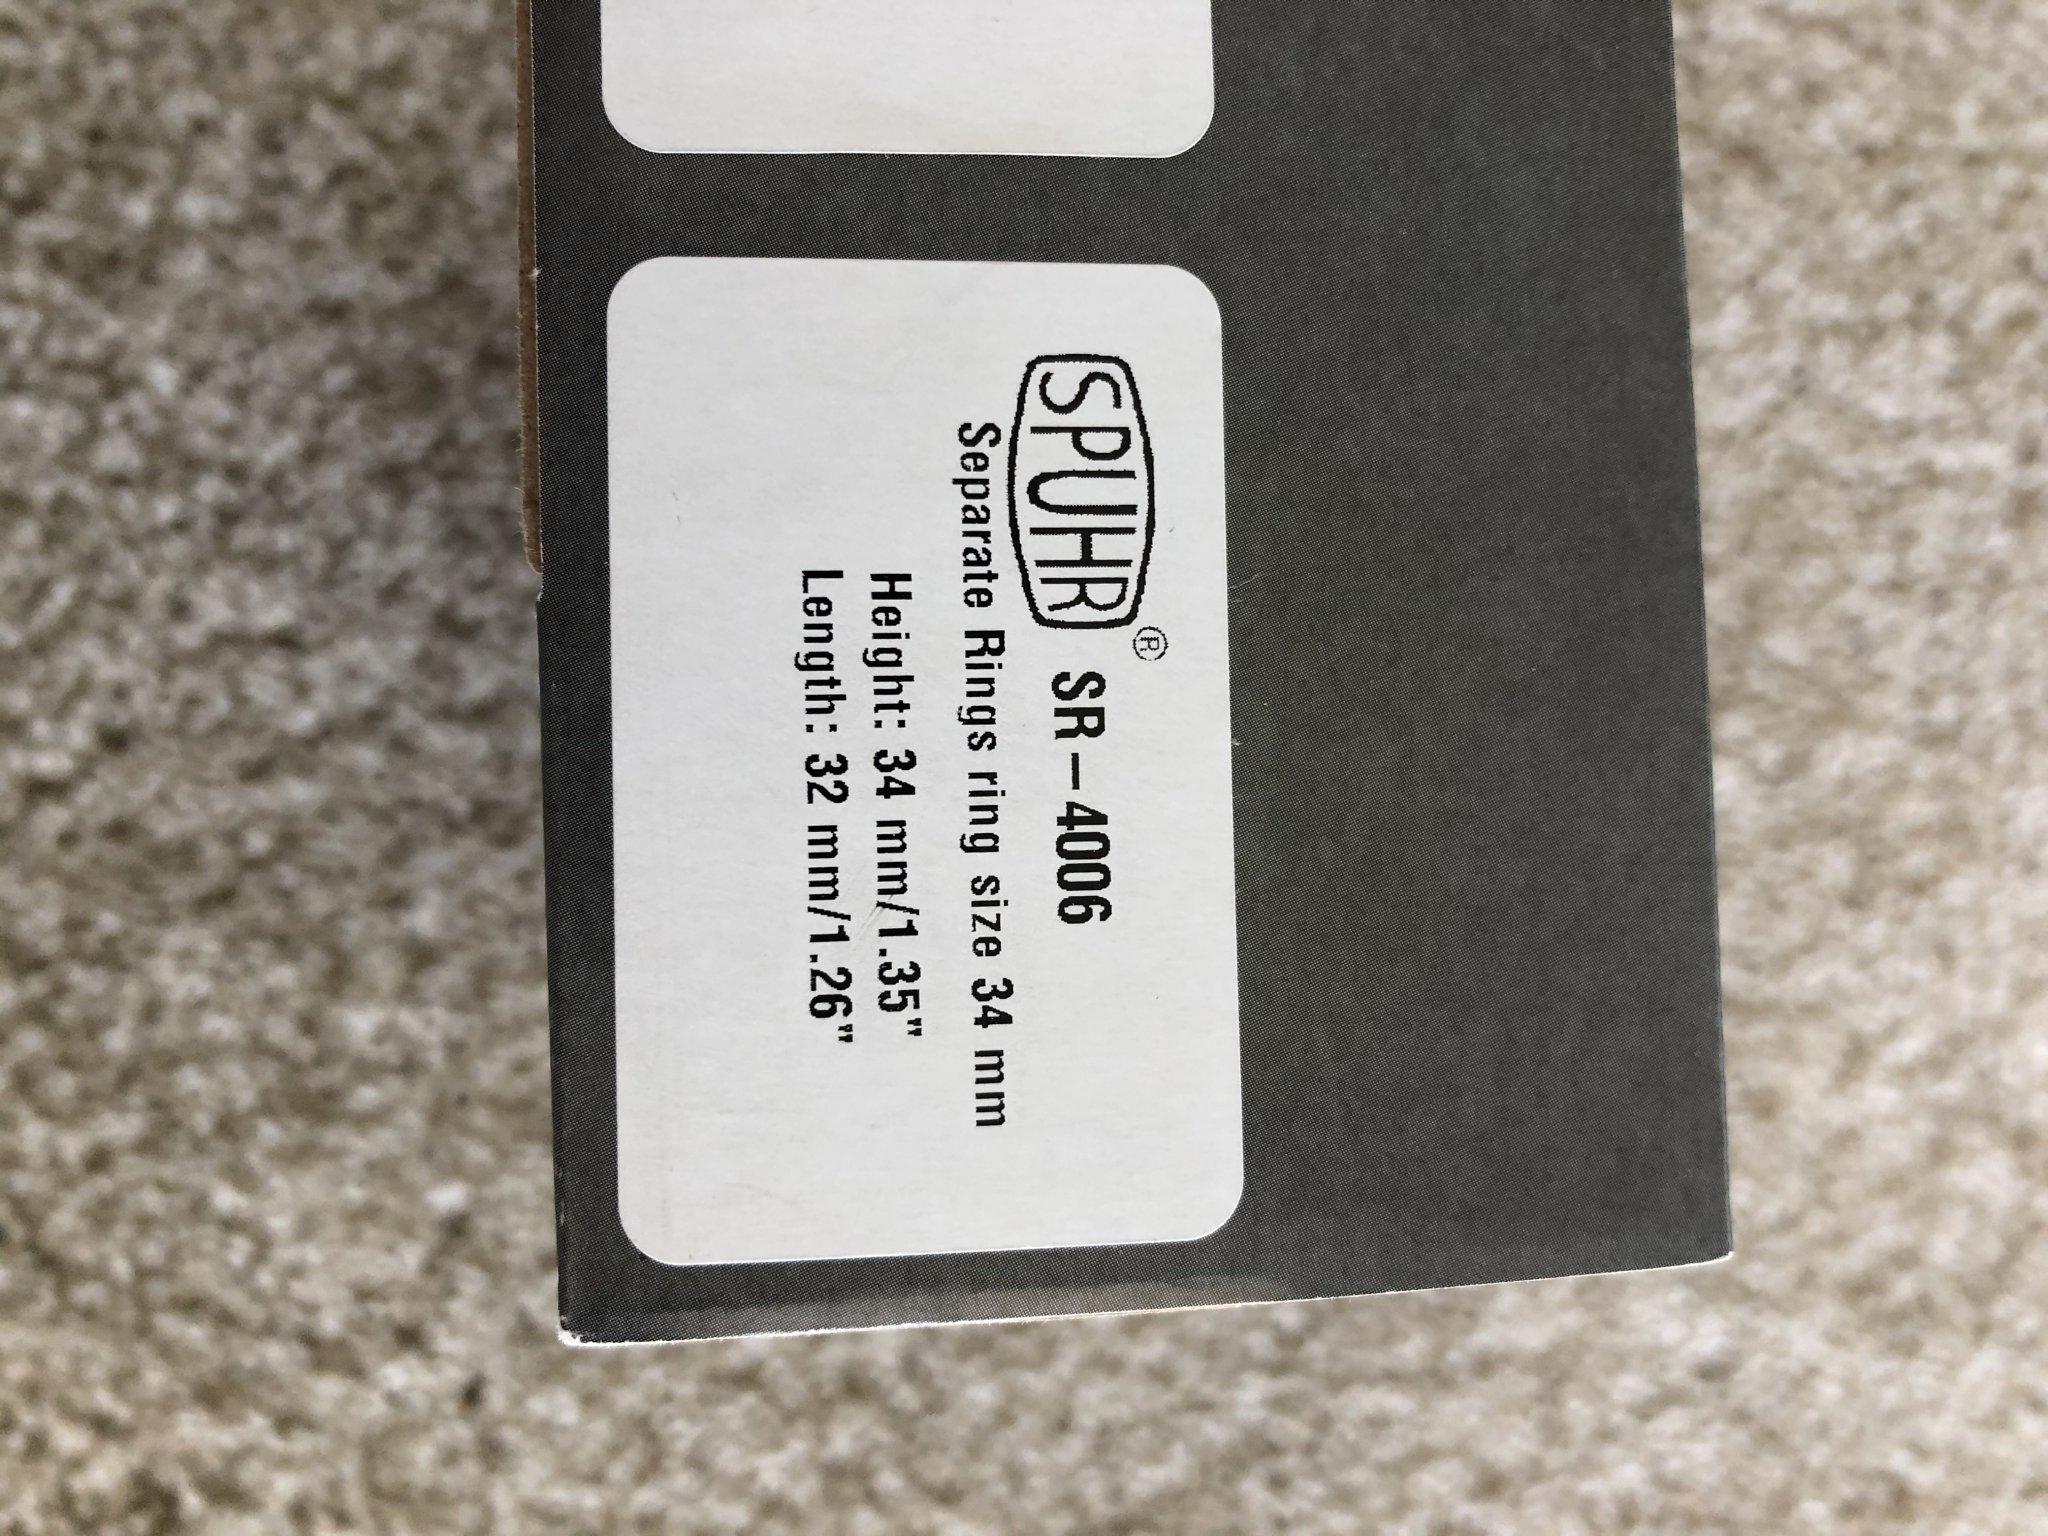 SPUHR® SR-4006
Separate Rings ring size 34 mm
Height: 34 mm/1.35"
Length: 32 mm/1.26"